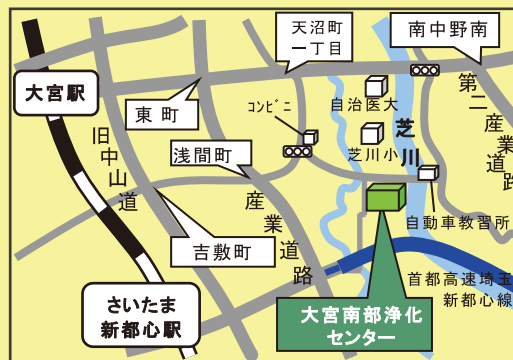 天沼町
一丁目
南中野南
大宮駅
東町
コンビニ
自治医大
第二産業道路
旧中山道
浅間町
芝川小
芝川
産業道路
自動車教習所
吉敷町
首都高速埼玉
新都心線
さいたま
新都心駅
大宮南部浄化
センター